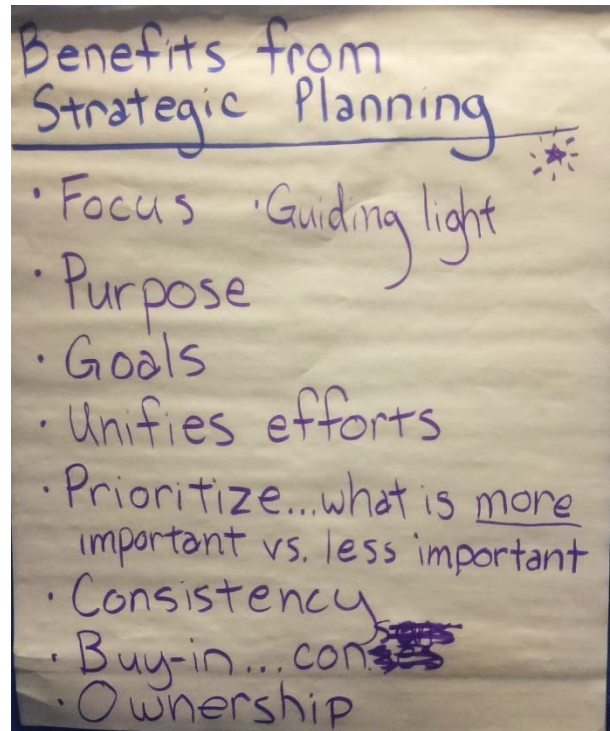 Benefits from
Strategic Planning
· Focus · Guiding light
· Purpose
· Goals
· Unifies efforts
· Prioritize...what is more
important vs. less important
· Consistency
· Buy-in...con
· Ownership